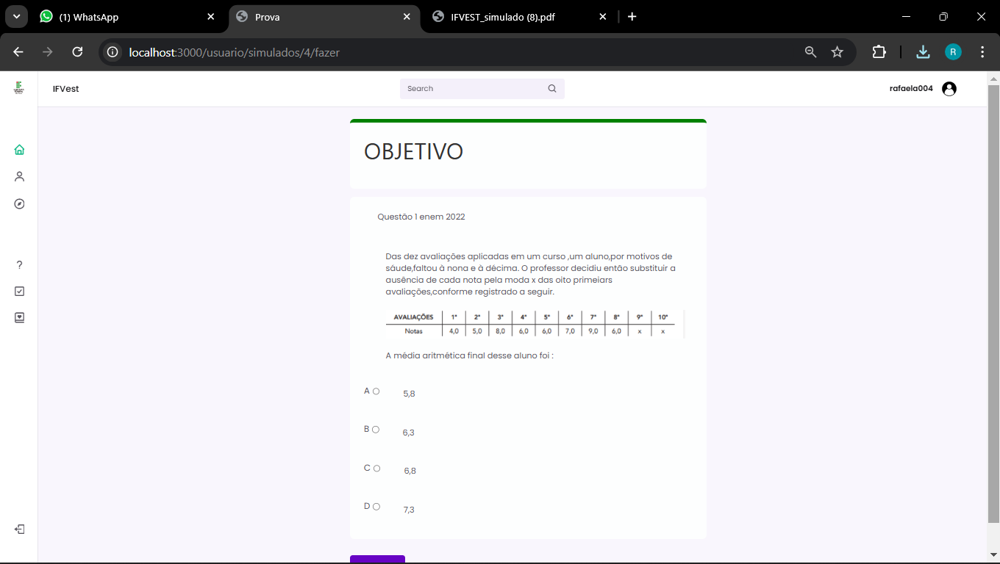 (1) WhatsApp
Prova
IFVEST_simulado (8).pdf
localhost:3000/usuario/simulados/4/fazer
R
IFVest
Search
rafaela004
OBJETIVO
Questão 1 enem 2022
Das dez avaliações aplicadas em um curso ,um aluno,por motivos de
sáude,faltou à nona e à décima. O professor decidiu então substituir a
ausência de cada nota pela moda x das oito primeiars
avaliações,conforme registrado a seguir.
AVALIAÇÕES 1ª 2ª 3ª 4ª 5ª 6ª 7ª 8ª 9ª 10ª
Notas 4,0 5,0 8,0 6,0 6,0 7,0 9,0 6,0 x x
A média aritmética final desse aluno foi :
A 5,8
B 6,3
C 6,8
D 7,3